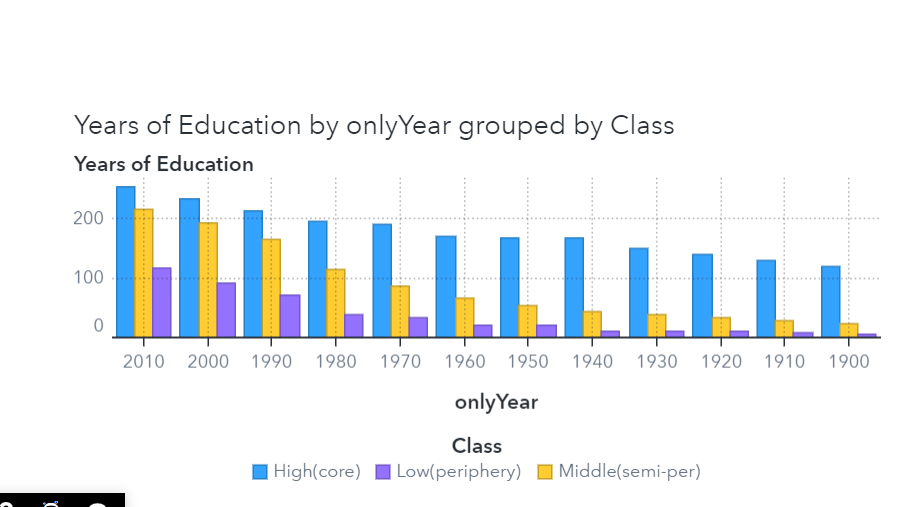 Years of Education by onlyYear grouped by Class
Years of Education
200
100
0
2010 2000 1990 1980 1970 1960 1950 1940 1930 1920 1910 1900
onlyYear
Class
High(core) Low(periphery) Middle(semi-per)